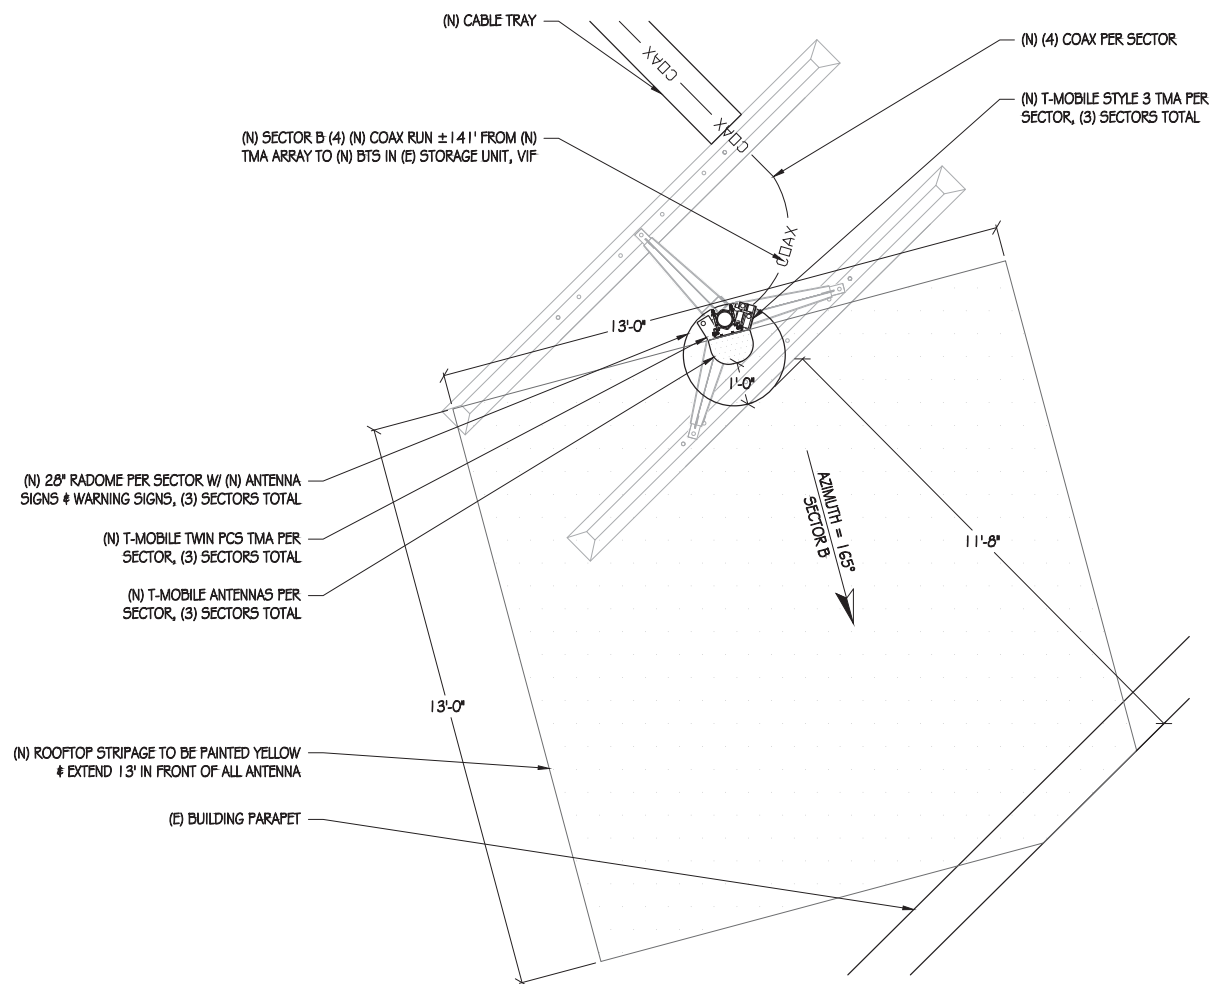 (N) CABLE TRAY
(N) (4) COAX PER SECTOR
COAX
(N) T-MOBILE STYLE 3 TMA PER
SECTOR, (3) SECTORS TOTAL
COAX
(N) SECTOR B (4) (N) COAX RUN ±141' FROM (N)
TMA ARRAY TO (N) BTS IN (E) STORAGE UNIT, VIF
COAX
13'-0"
1'-0"
(N) 28" RADOME PER SECTOR W/ (N) ANTENNA
SIGNS & WARNING SIGNS, (3) SECTORS TOTAL
AZIMUTH = 165°
SECTOR B
(N) T-MOBILE TWIN PCS TMA PER
SECTOR, (3) SECTORS TOTAL
11'-8"
(N) T-MOBILE ANTENNAS PER
SECTOR, (3) SECTORS TOTAL
13'-0"
(N) ROOFTOP STRIPAGE TO BE PAINTED YELLOW
& EXTEND 13' IN FRONT OF ALL ANTENNA
(E) BUILDING PARAPET